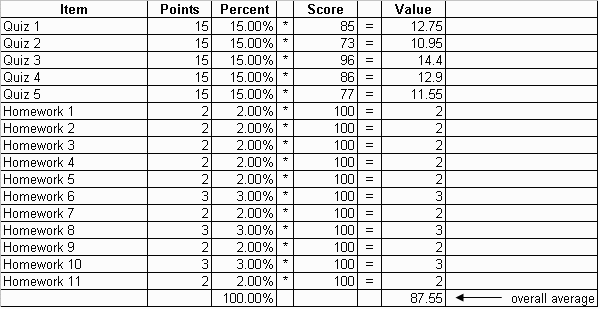 Item Points Percent Score Value
Quiz 1 15 15.00% * 85 = 12.75
Quiz 2 15 15.00% * 73 = 10.95
Quiz 3 15 15.00% * 96 = 14.4
Quiz 4 15 15.00% * 86 = 12.9
Quiz 5 15 15.00% * 77 = 11.55
Homework 1 2 2.00% * 100 = 2
Homework 2 2 2.00% * 100 = 2
Homework 3 2 2.00% * 100 = 2
Homework 4 2 2.00% * 100 = 2
Homework 5 2 2.00% * 100 = 2
Homework 6 3 3.00% * 100 = 3
Homework 7 2 2.00% * 100 = 2
Homework 8 3 3.00% * 100 = 3
Homework 9 2 2.00% * 100 = 2
Homework 10 3 3.00% * 100 = 3
Homework 11 2 2.00% * 100 = 2
100.00% 87.55 overall average